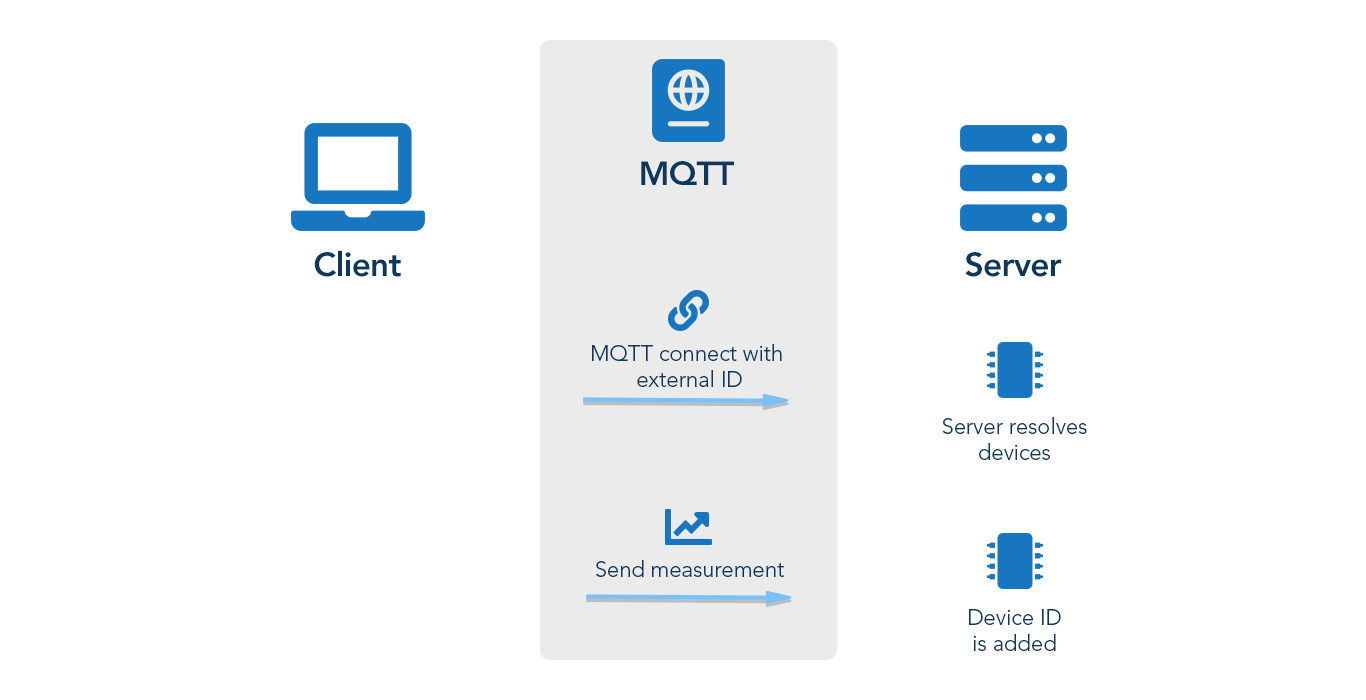 Client
MQTT
MQTT connect with
external ID
Send measurement
Server
Server resolves
devices
Device ID
is added